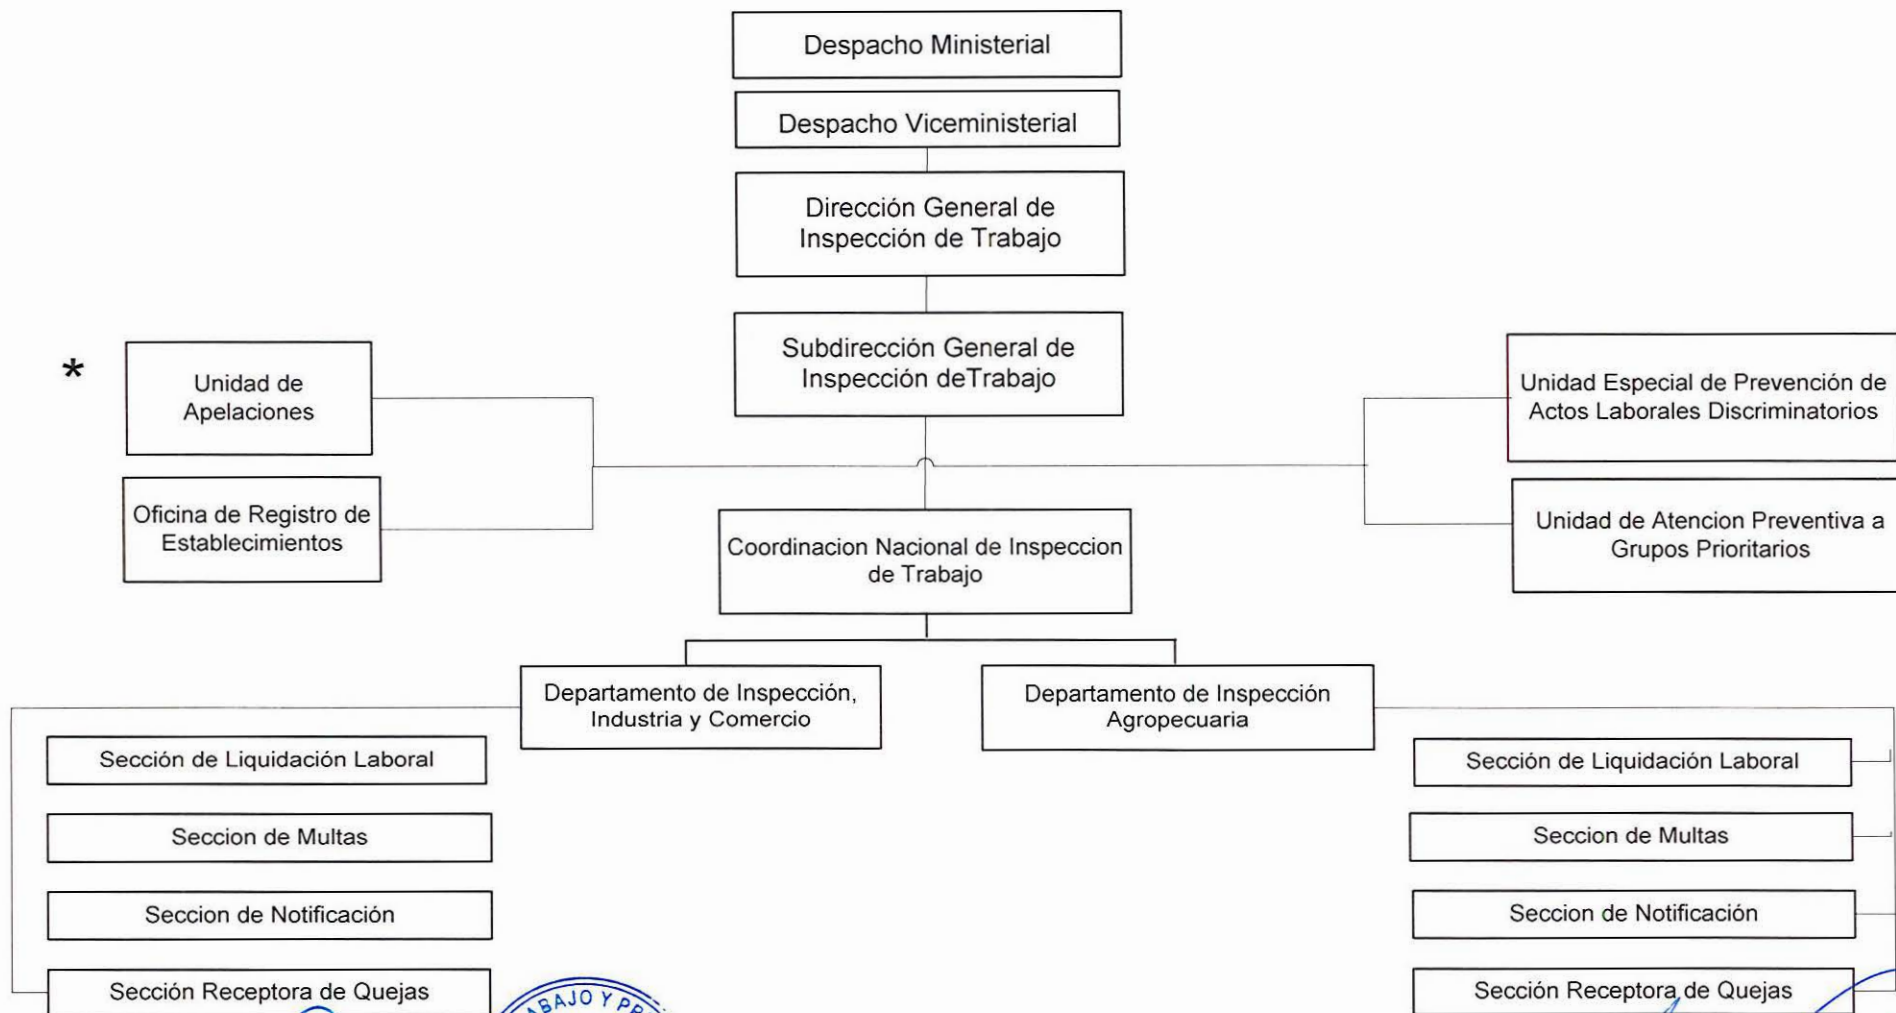 Despacho Ministerial
Despacho Viceministerial
Dirección General de
Inspección de Trabajo
Subdirección General de
Inspección deTrabajo
*
Unidad de
Apelaciones
Oficina de Registro de
Establecimientos
Unidad Especial de Prevención de
Actos Laborales Discriminatorios
Unidad de Atencion Preventiva a
Grupos Prioritarios
Coordinacion Nacional de Inspeccion
de Trabajo
Departamento de Inspección,
Industria y Comercio
Departamento de Inspección
Agropecuaria
Sección de Liquidación Laboral
Seccion de Multas
Seccion de Notificación
Sección Receptora de Quejas
Sección de Liquidación Laboral
Seccion de Multas
Seccion de Notificación
Sección Receptora de Quejas